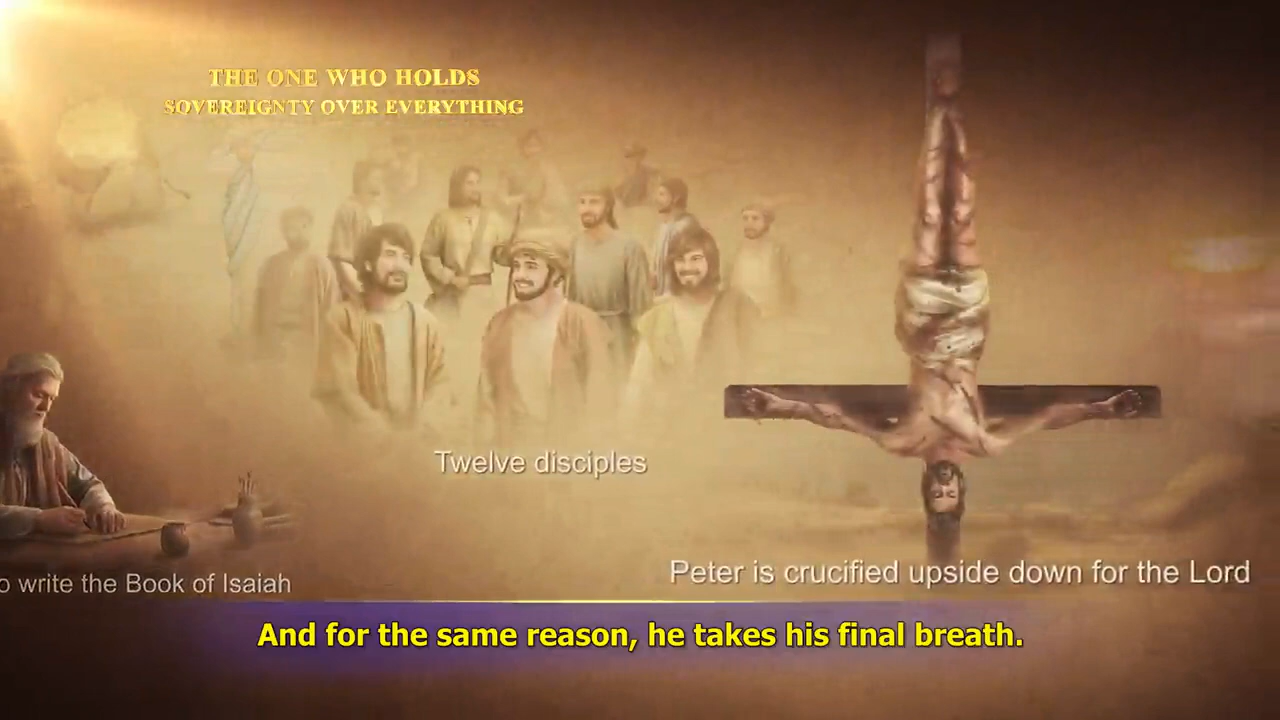 THE ONE WHO HOLDS
SOVEREIGNTY OVER EVERYTHING
Twelve disciples
Peter is crucified upside down for the Lord
o write the Book of Isaiah
And for the same reason, he takes his final breath.